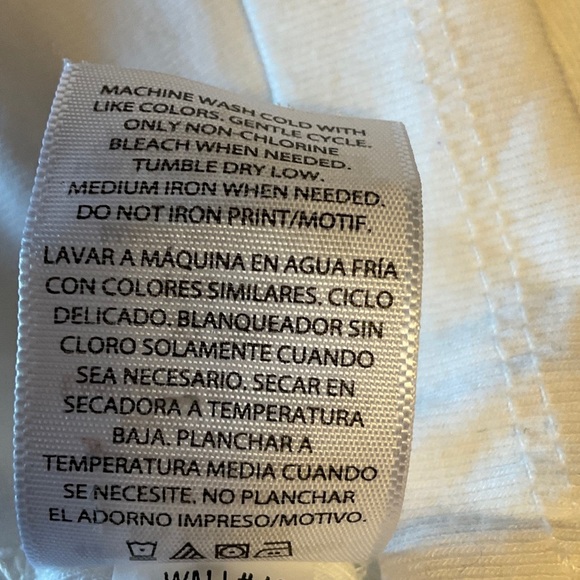 MACHINE WASH COLD WITH
LIKE COLORS. GENTLE CYCLE.
ONLY NON-CHLORINE
BLEACH WHEN NEEDED.
TUMBLE DRY LOW.
MEDIUM IRON WHEN NEEDED.
DO NOT IRON PRINT/MOTIF.
LAVAR A MÁQUINA EN AGUA FRÍA
CON COLORES SIMILARES. CICLO
DELICADO. BLANQUEADOR SIN
CLORO SOLAMENTE CUANDO
SEA NECESARIO. SECAR EN
SECADORA A TEMPERATURA
BAJA. PLANCHAR A
TEMPERATURA MEDIA CUANDO
SE NECESITE. NO PLANCHAR
EL ADORNO IMPRESO/MOTIVO.